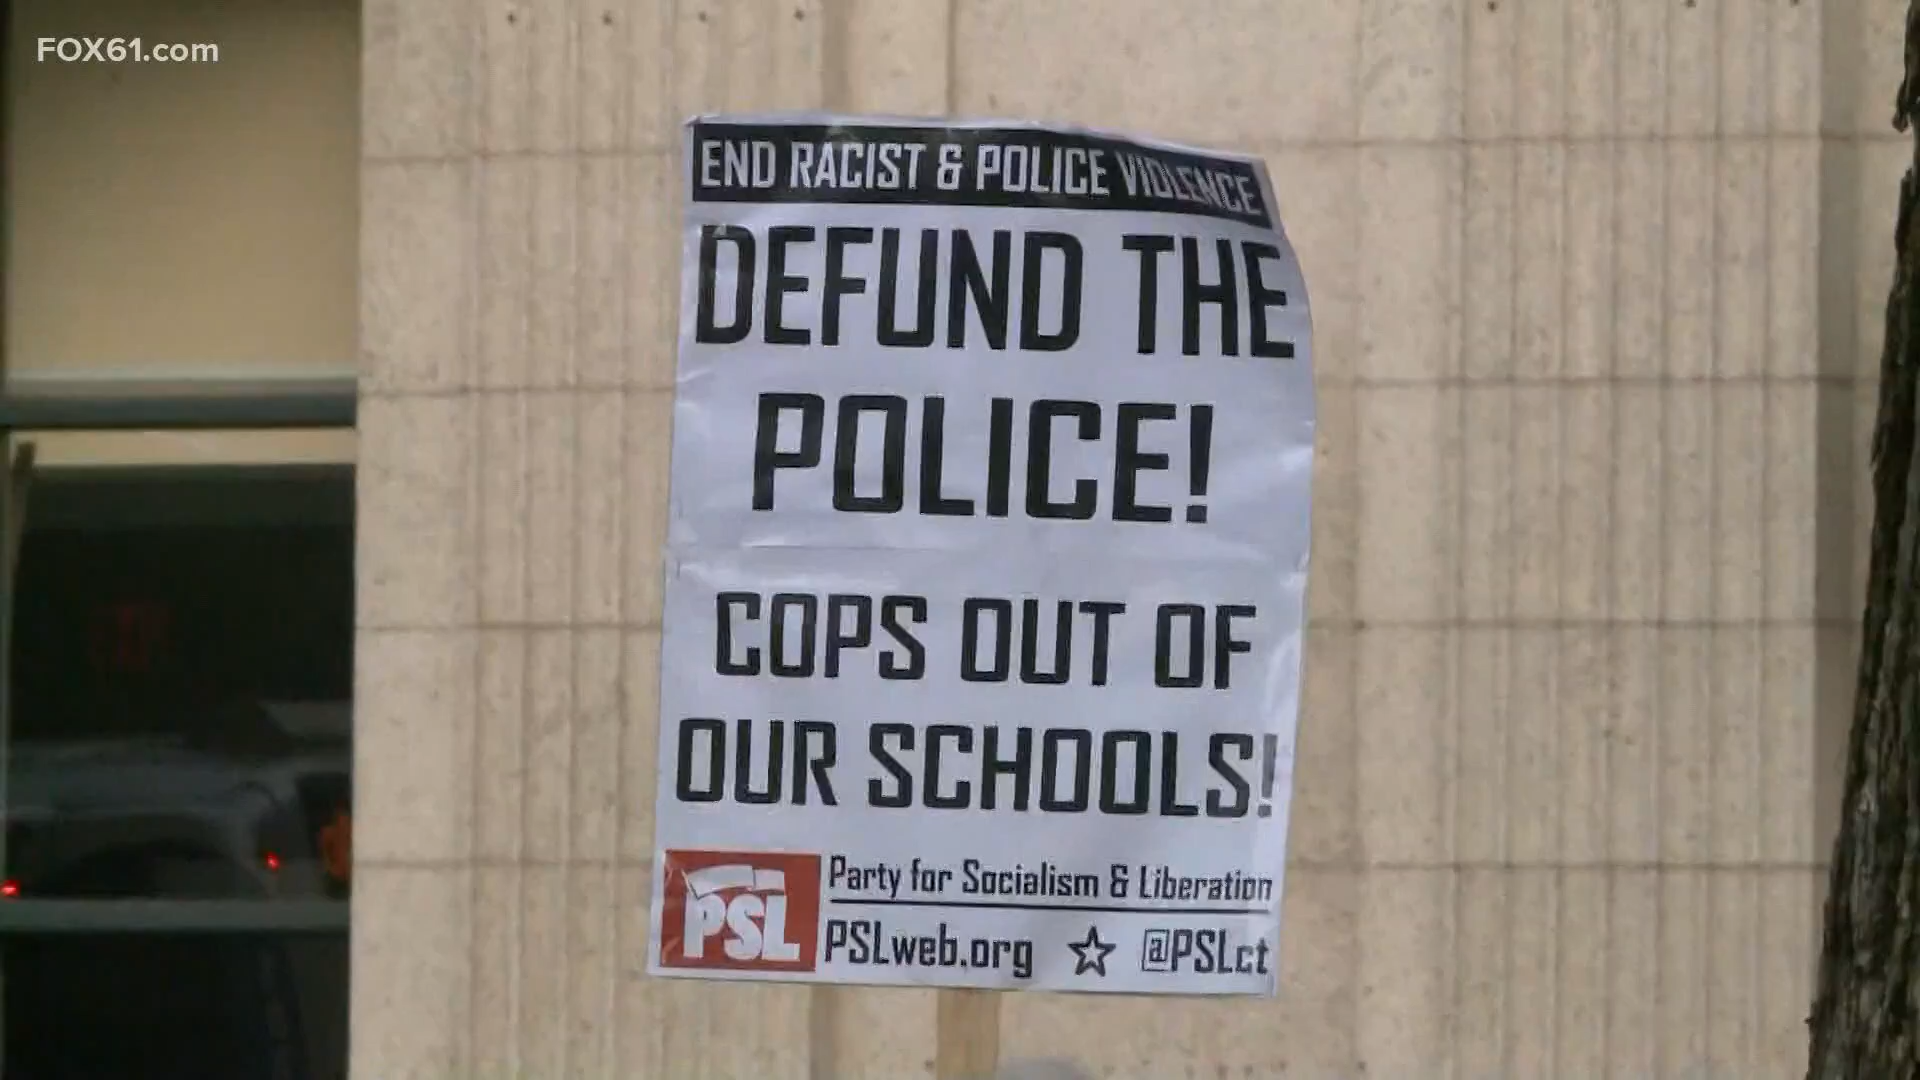 FOX61.com
END RACIST & POLICE VIOLENCE
DEFUND THE
POLICE!
COPS OUT OF
OUR SCHOOLS!
PSL
Party for Socialism & Liberation
PSLweb.org ☆ @PSLct